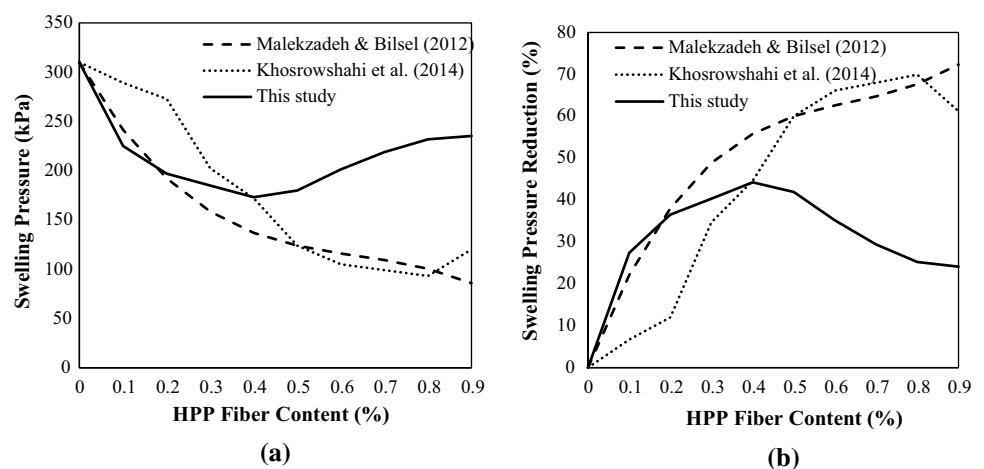 350
300
250
200
150
100
50
0
Swelling Pressure (kPa)
Malekzadeh & Bilsel (2012)
Khosrowshahi et al. (2014)
This study
0 0.1 0.2 0.3 0.4 0.5 0.6 0.7 0.8 0.9
HPP Fiber Content (%)
(a)
80
70
60
50
40
30
20
10
0
Swelling Pressure Reduction (%)
Malekzadeh & Bilsel (2012)
Khosrowshahi et al. (2014)
This study
0 0.1 0.2 0.3 0.4 0.5 0.6 0.7 0.8 0.9
HPP Fiber Content (%)
(b)